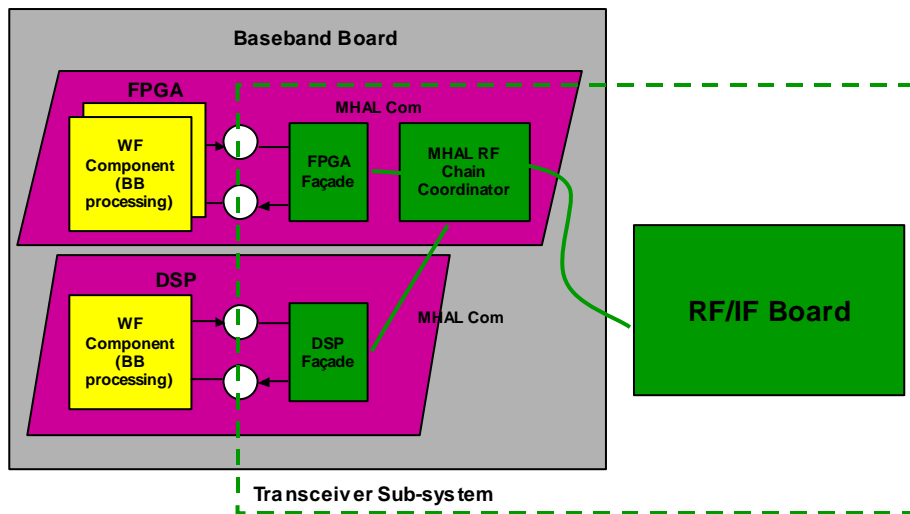 Baseband Board
FPGA
MHAL Com
WF
Component
(BB
processing)
FPGA
Façade
MHAL RF
Chain
Coordinator
DSP
WF
Component
(BB
processing)
DSP
Façade
MHAL Com
RF/IF Board
Transceiver Sub-system